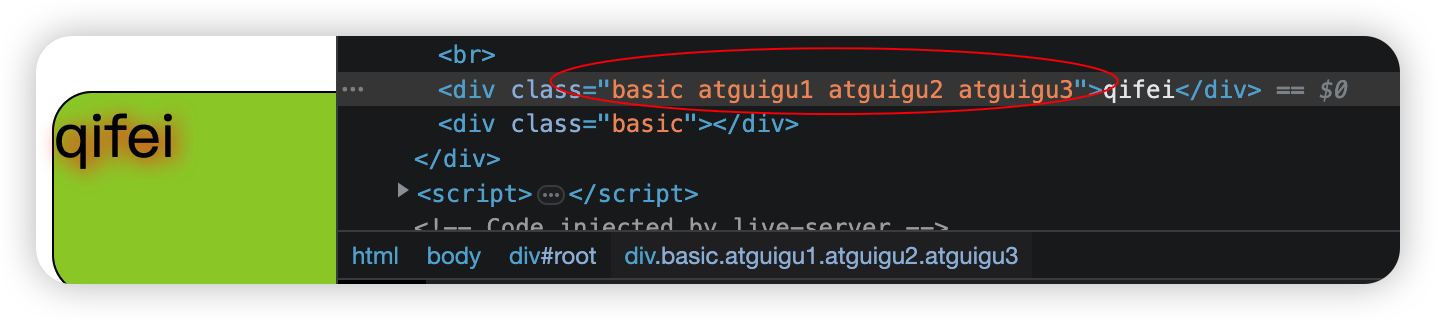 <br>
qifei
<div class="basic atguigu1 atguigu2 atguigu3">qifei</div> == $0
<div class="basic"></div>
</div>
<script>…</script>
<!-- Code injected by live-server -->
html body div#root div.basic.atguigu1.atguigu2.atguigu3